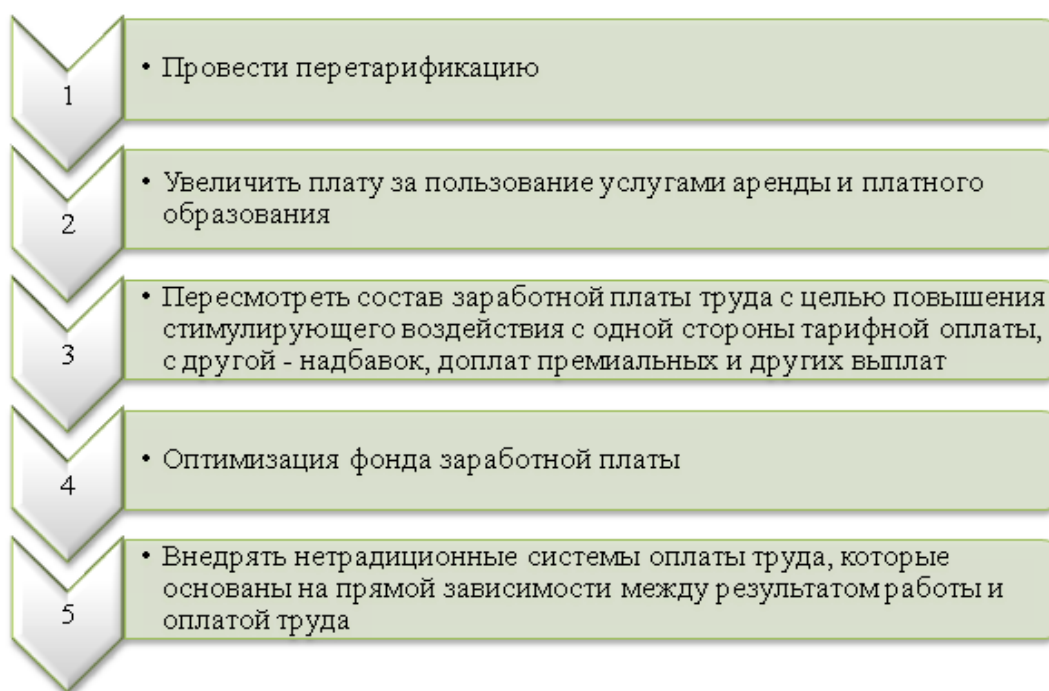 1
• Провести перетарификацию
2
• Увеличить плату за пользование услугами аренды и платного
образования
3
• Пересмотреть состав заработной платы труда с целью повышения
стимулирующего воздействия с одной стороны тарифной оплаты,
с другой - надбавок, доплат премиальных и других выплат
4
• Оптимизация фонда заработной платы
5
• Внедрять нетрадиционные системы оплаты труда, которые
основаны на прямой зависимости между результатом работы и
оплатой труда